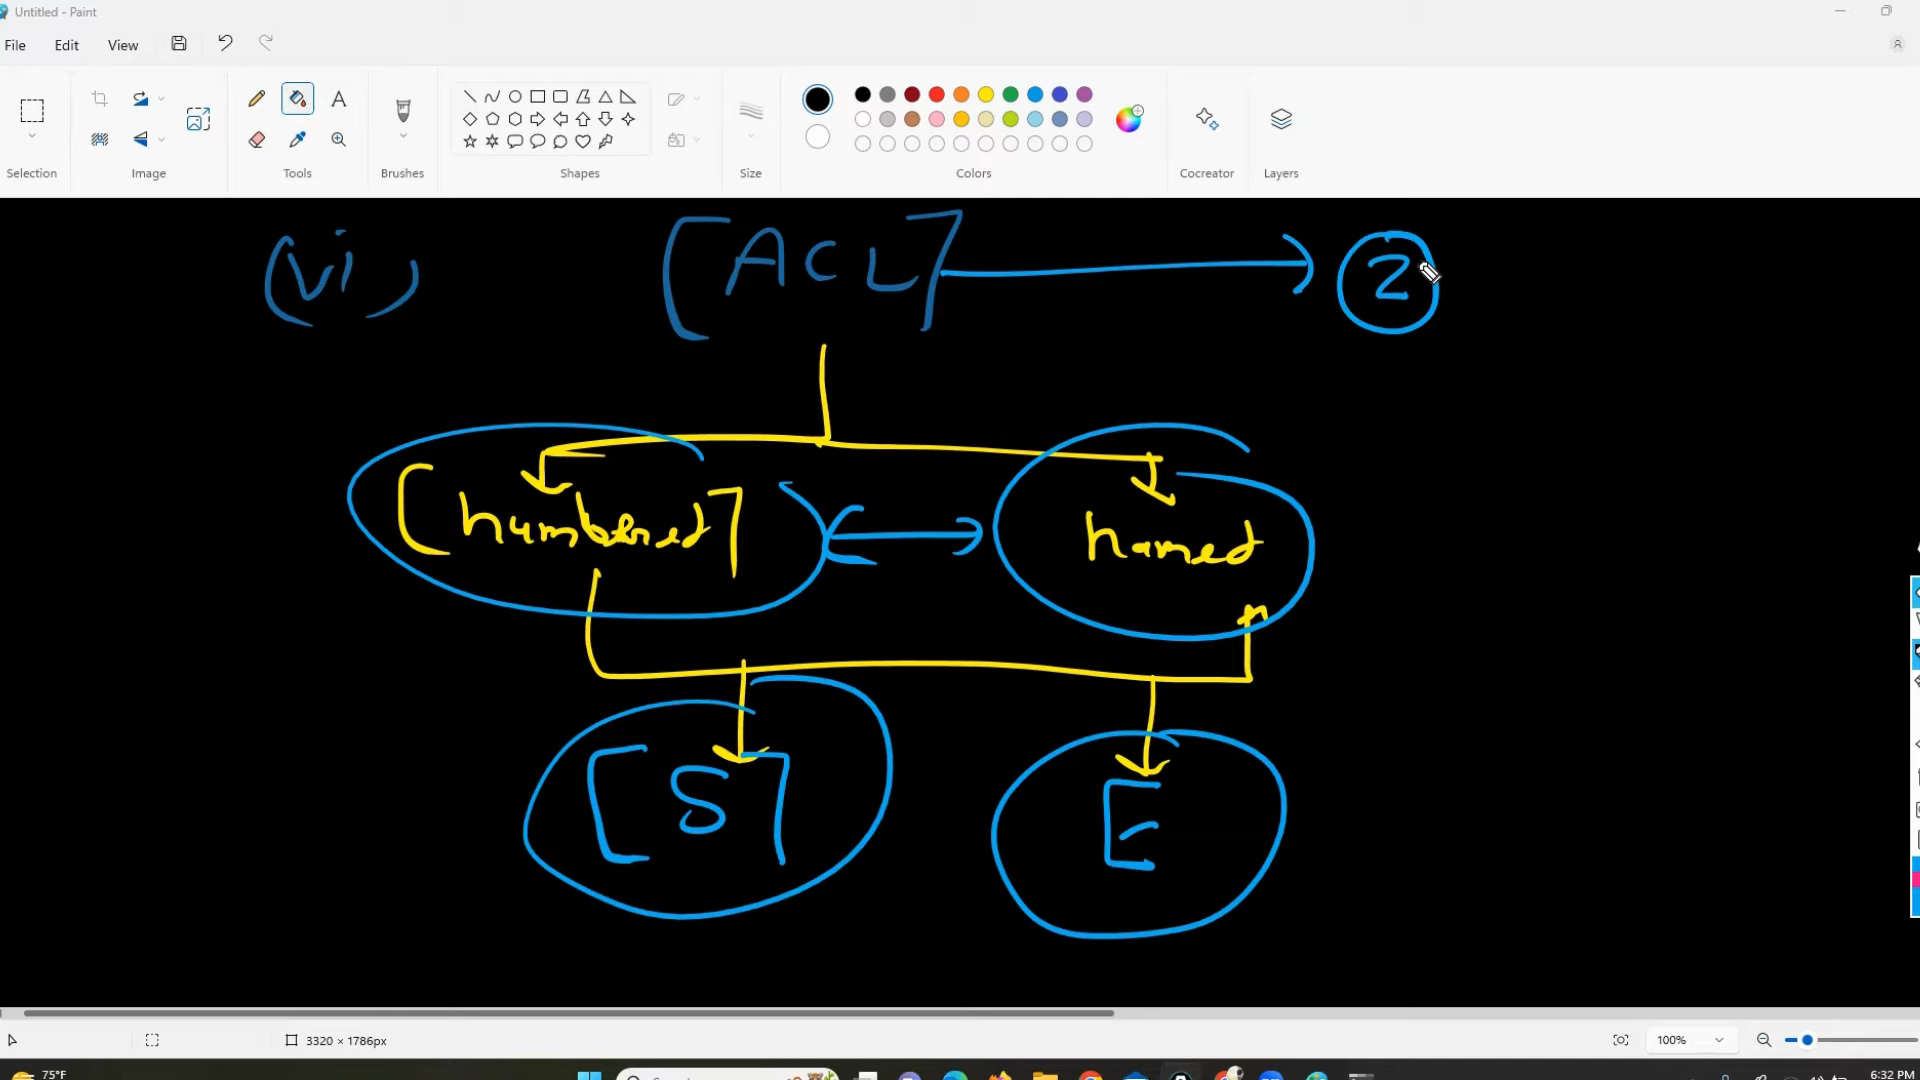 Untitled - Paint
File Edit View
Selection Image Tools Brushes Shapes Size Colors Cocreator Layers
(vi) [ACL] 2
[numbered] named
[S] E
3320 × 1786px 100%
75°F 6:32 PM